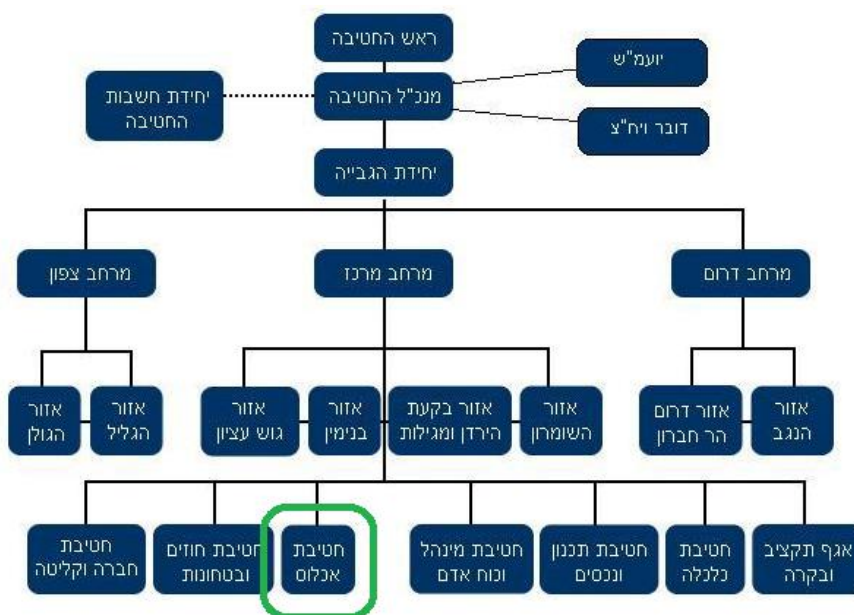 ראש החטיבה
מנכ"ל החטיבה
יועמ"ש
דובר ויח"צ
יחידת חשבות
החטיבה
יחידת הגבייה
מרחב דרום
מרחב מרכז
מרחב צפון
אזור
הנגב
אזור דרום
הר חברון
אזור
השומרון
אזור בקעת
הירדן ומגילות
אזור
בנימין
אזור
גוש עציון
אזור
הגליל
אזור
הגולן
אגף תקציב
ובקרה
חטיבת
כלכלה
חטיבת תכנון
ונכסים
חטיבת מינהל
וכוח אדם
חטיבת
אכלוס
חטיבת חוזים
ובטחונות
חטיבת
חברה וקליטה